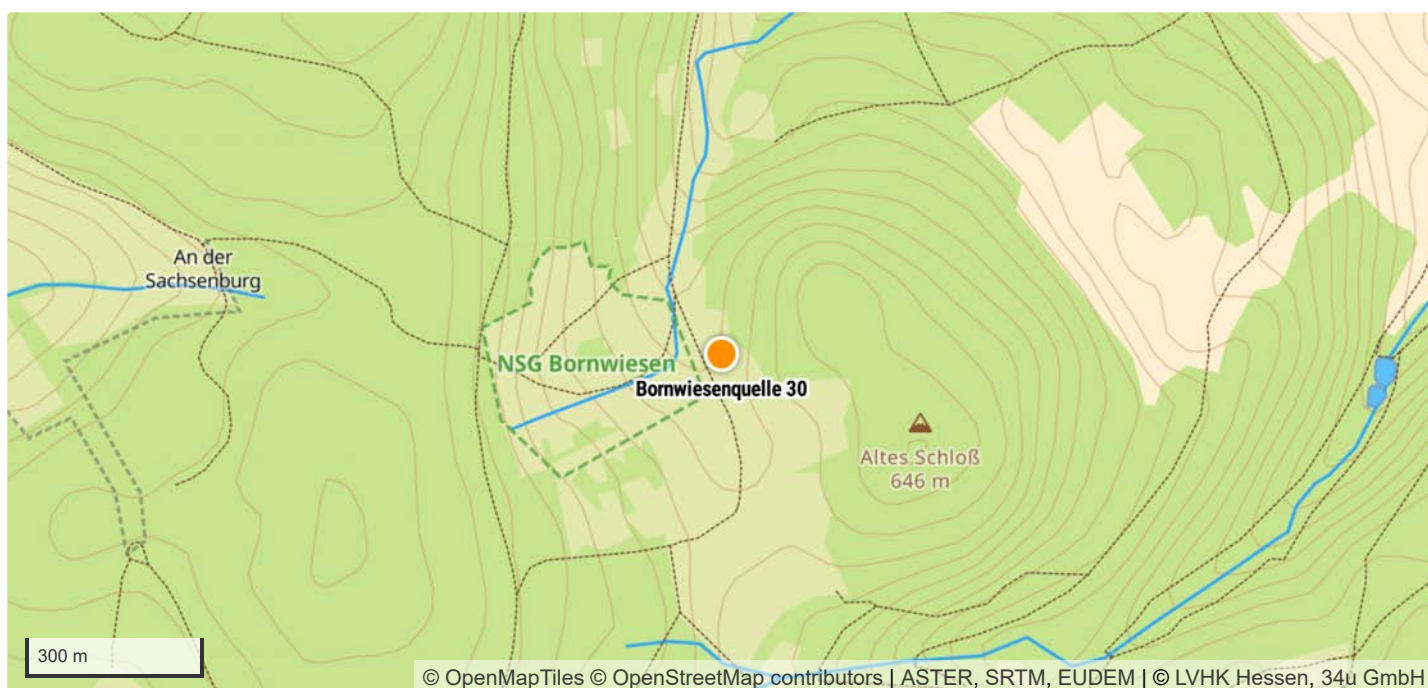 An der
Sachsenburg
NSG Bornwiesen
Bornwiesenquelle 30
Altes Schloß
646 m
300 m
© OpenMapTiles © OpenStreetMap contributors | ASTER, SRTM, EUDEM | © LVHK Hessen, 34u GmbH